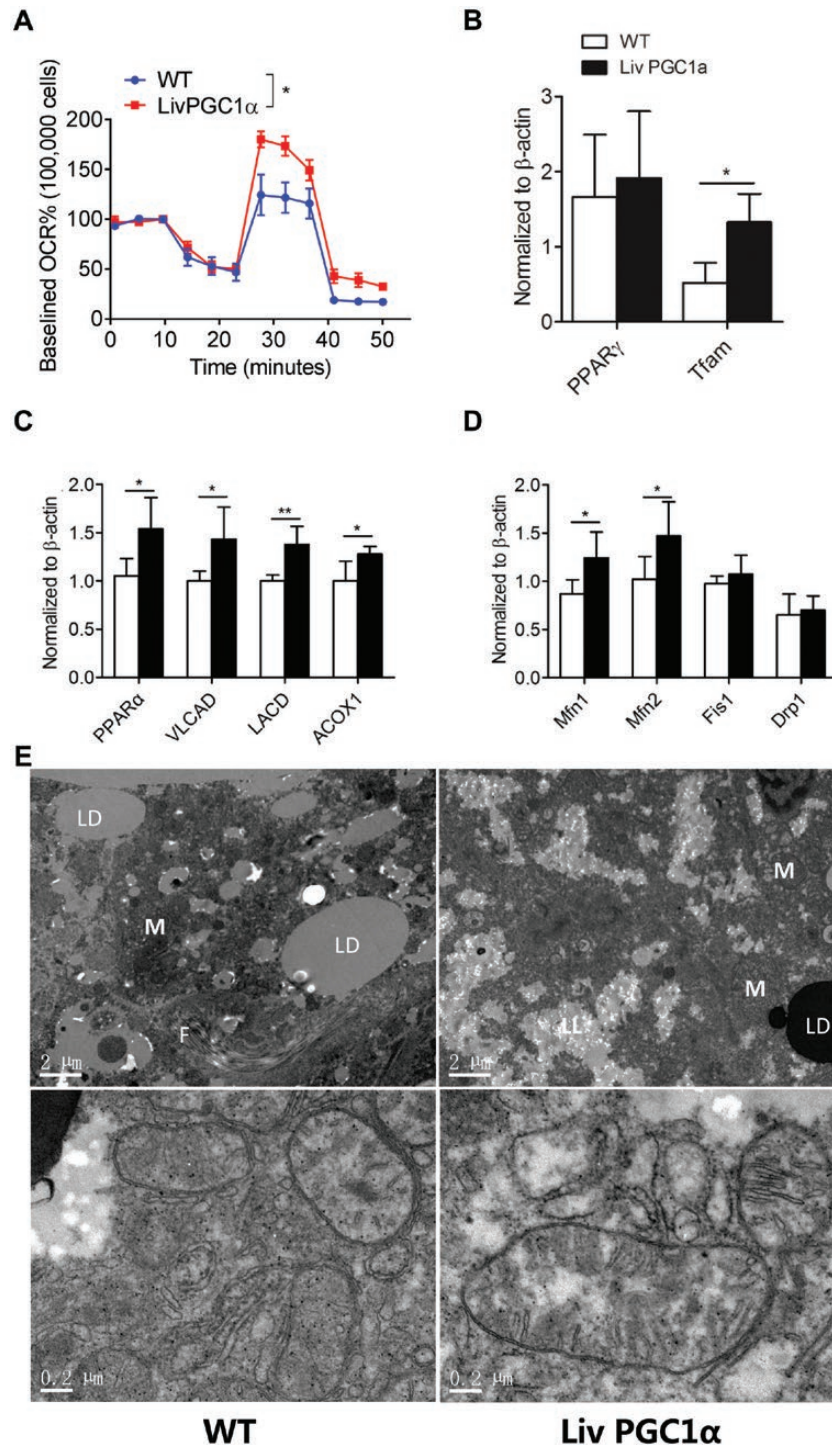 A
WT
LivPGC1α
*
Baselined OCR% (100,000 cells)
200
150
100
50
0
0 10 20 30 40 50
Time (minutes)
B
WT
Liv PGC1a
Normalized to β-actin
3
2
1
0
*
PPARγ
Tfam
C
Normalized to β-actin
2.0
1.5
1.0
0.5
0.0
* * ** *
PPARα
VLCAD
LACD
ACOX1
D
Normalized to β-actin
2.0
1.5
1.0
0.5
0.0
* *
Mfn1
Mfn2
Fis1
Drp1
E
LD
M
LD
F
2 μm
M
M
LL
LD
2 μm
0.2 μm
0.2 μm
WT
Liv PGC1α